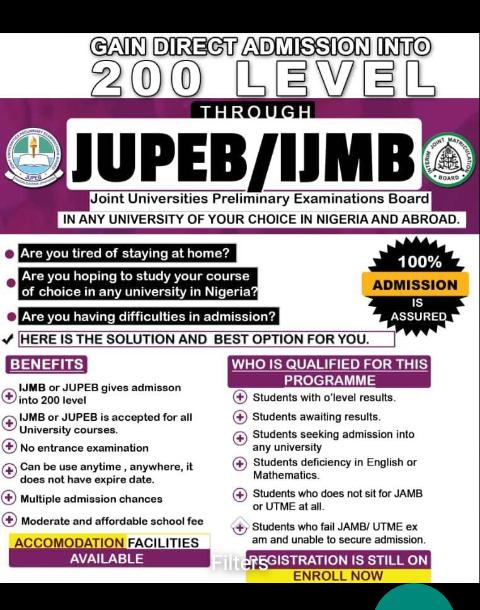 GAIN DIRECT ADMISSION INTO
200 LEVEL
THROUGH
JUPEB/IJMB
Joint Universities Preliminary Examinations Board
IN ANY UNIVERSITY OF YOUR CHOICE IN NIGERIA AND ABROAD.
JUPEB
INTERIM JOINT MATRICULATION
BOARD
Are you tired of staying at home?
Are you hoping to study your course
of choice in any university in Nigeria?
Are you having difficulties in admission?
HERE IS THE SOLUTION AND BEST OPTION FOR YOU.
100%
ADMISSION
IS
ASSURED
BENEFITS
IJMB or JUPEB gives admisson
into 200 level
IJMB or JUPEB is accepted for all
University courses.
No entrance examination
Can be use anytime , anywhere, it
does not have expire date.
Multiple admission chances
Moderate and affordable school fee
ACCOMODATION FACILITIES
AVAILABLE
WHO IS QUALIFIED FOR THIS
PROGRAMME
Students with o'level results.
Students awaiting results.
Students seeking admission into
any university
Students deficiency in English or
Mathematics.
Students who does not sit for JAMB
or UTME at all.
Students who fail JAMB/ UTME ex
am and unable to secure admission.
Filters
REGISTRATION IS STILL ON
ENROLL NOW